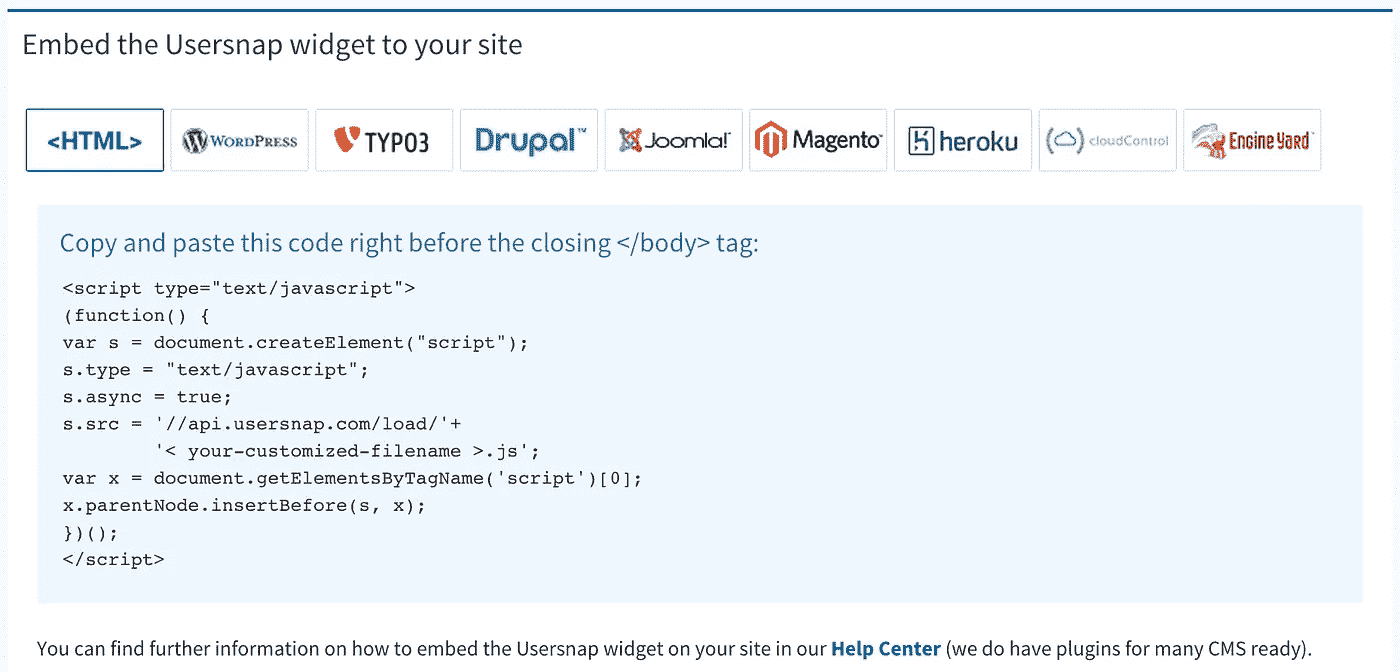 Embed the Usersnap widget to your site
<HTML> WORDPRESS TYPO3 Drupal™ Joomla! Magento® heroku cloudControl Engine Yard
Copy and paste this code right before the closing </body> tag:
<script type="text/javascript">
(function() {
var s = document.createElement("script");
s.type = "text/javascript";
s.async = true;
s.src = '//api.usersnap.com/load/'+
'< your-customized-filename >.js';
var x = document.getElementsByTagName('script')[0];
x.parentNode.insertBefore(s, x);
})();
</script>
You can find further information on how to embed the Usersnap widget on your site in our Help Center (we do have plugins for many CMS ready).